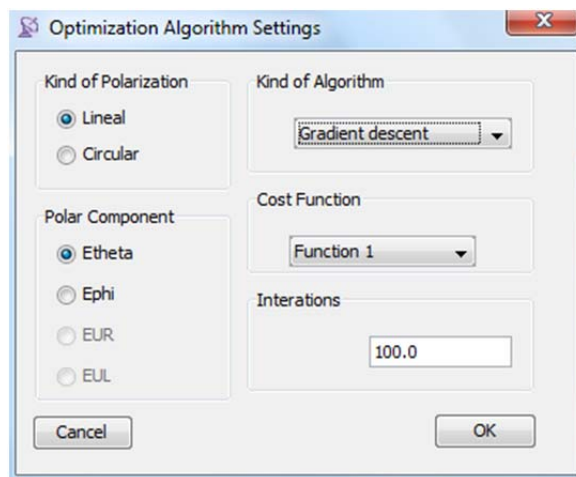 Optimization Algorithm Settings
Kind of Polarization
Lineal
Circular
Polar Component
Etheta
Ephi
EUR
EUL
Kind of Algorithm
Gradient descent
Cost Function
Function 1
Interations
100.0
Cancel
OK